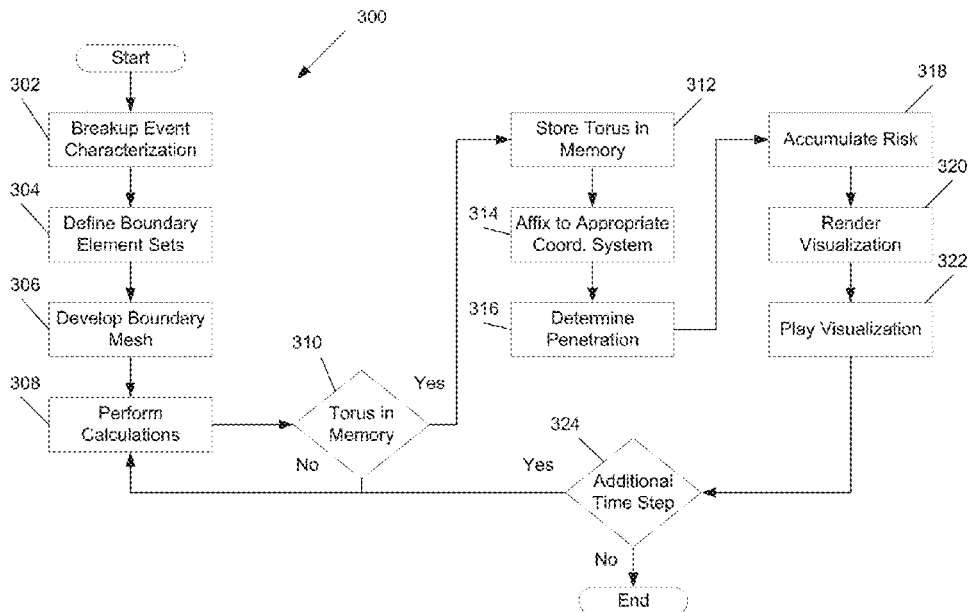 300
Start
302
Breakup Event
Characterization
304
Define Boundary
Element Sets
306
Develop Boundary
Mesh
308
Perform
Calculations
310
Torus in
Memory
Yes
No
312
Store Torus in
Memory
314
Affix to Appropriate
Coord. System
316
Determine
Penetration
318
Accumulate Risk
320
Render
Visualization
322
Play Visualization
324
Additional
Time Step
Yes
No
End